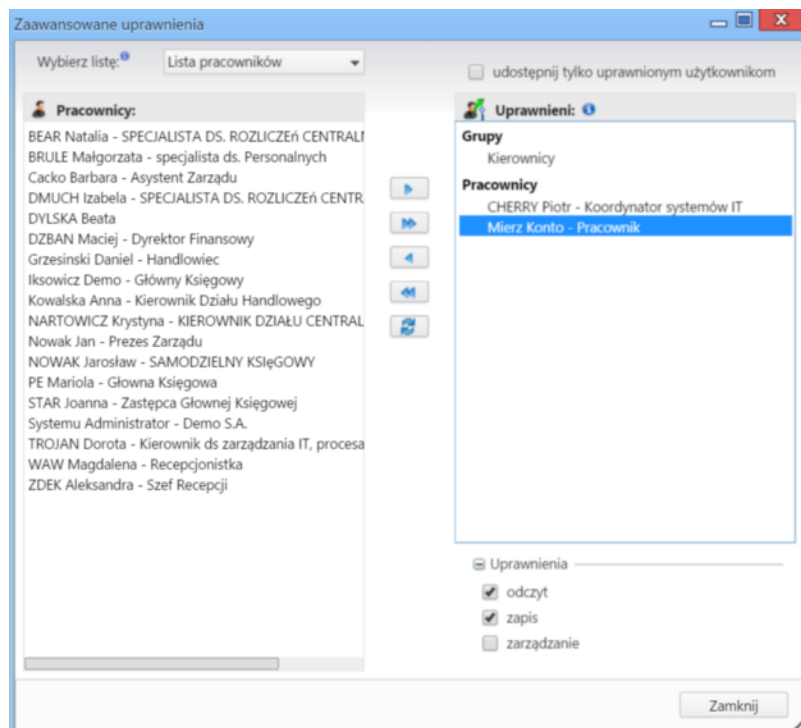 Zaawansowane uprawnienia
Wybierz listę:
Lista pracowników
udostępnij tylko uprawnionym użytkownikom
Pracownicy:
BEAR Natalia - SPECJALISTA DS. ROZLICZEń CENTRALN
BRULE Małgorzata - specjalista ds. Personalnych
Cacko Barbara - Asystent Zarządu
DMUCH Izabela - SPECJALISTA DS. ROZLICZEń CENTR
DYLSKA Beata
DZBAN Maciej - Dyrektor Finansowy
Grzesinski Daniel - Handlowiec
Iksowicz Demo - Główny Księgowy
Kowalska Anna - Kierownik Działu Handlowego
NARTOWICZ Krystyna - KIEROWNIK DZIAŁU CENTRAL
Nowak Jan - Prezes Zarządu
NOWAK Jarosław - SAMODZIELNY KSIęGOWY
PE Mariola - Głowna Księgowa
STAR Joanna - Zastępca Głownej Księgowej
Systemu Administrator - Demo S.A.
TROJAN Dorota - Kierownik ds zarządzania IT, procesa
WAW Magdalena - Recepcjonistka
ZDEK Aleksandra - Szef Recepcji
Uprawnieni:
Grupy
Kierownicy
Pracownicy
CHERRY Piotr - Koordynator systemów IT
Mierz Konto - Pracownik
Uprawnienia
odczyt
zapis
zarządzanie
Zamknij